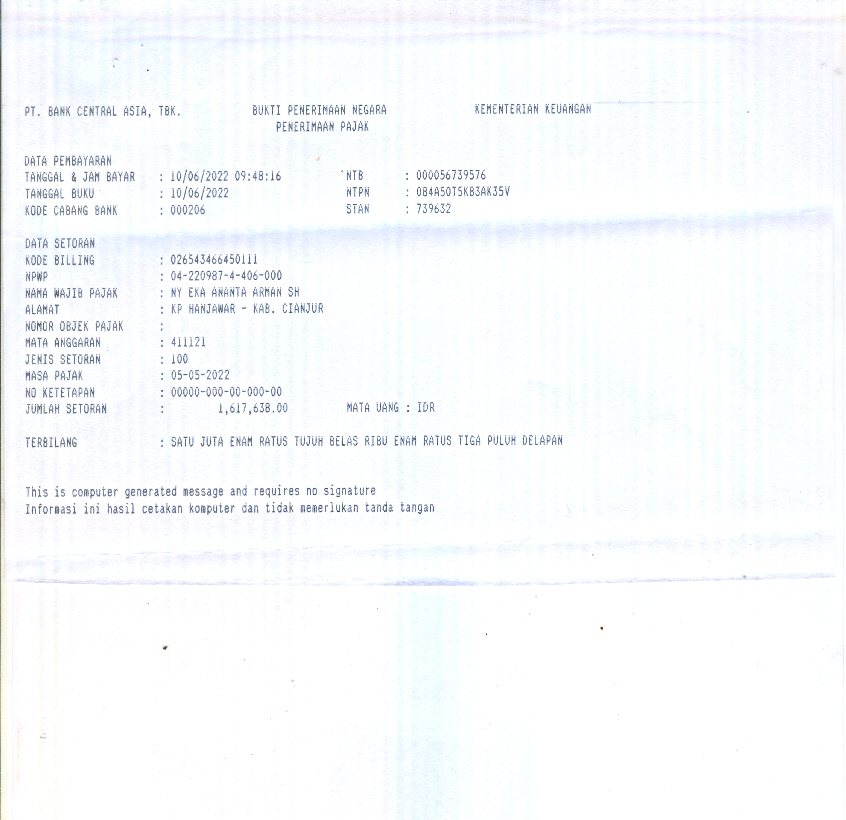 PT. BANK CENTRAL ASIA, TBK. BUKTI PENERIMAAN NEGARA KEMENTERIAN KEUANGAN
PENERIMAAN PAJAK
DATA PEMBAYARAN
TANGGAL & JAM BAYAR : 10/06/2022 09:48:16 NTB : 000056739576
TANGGAL BUKU : 10/06/2022 NTPN : 0B4A50T5KB3AK35V
KODE CABANG BANK : 000206 STAN : 739632
DATA SETORAN
KODE BILLING : 026543466450111
NPWP : 04-220987-4-406-000
NAMA WAJIB PAJAK : NY EKA ANANTA ARMAN SH
ALAMAT : KP HANJAWAR - KAB. CIANJUR
NOMOR OBJEK PAJAK :
MATA ANGGARAN : 411121
JENIS SETORAN : 100
MASA PAJAK : 05-05-2022
NO KETETAPAN : 00000-000-00-000-00
JUMLAH SETORAN : 1,617,638.00 MATA UANG : IDR
TERBILANG : SATU JUTA ENAM RATUS TUJUH BELAS RIBU ENAM RATUS TIGA PULUH DELAPAN
This is computer generated message and requires no signature
Informasi ini hasil cetakan komputer dan tidak memerlukan tanda tangan